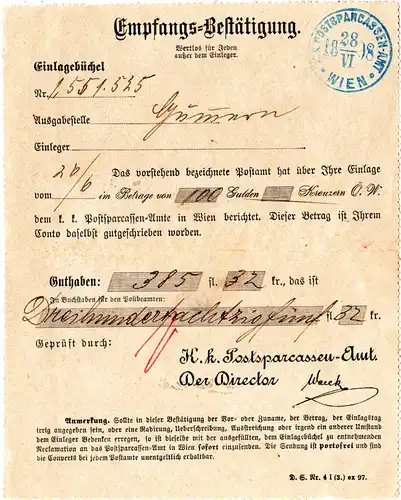 Empfangs-Bestätigung.
Wertlos für Jeden
außer dem Einleger.
K. K. POSTSPARCASSEN-AMT
18 28 98
VI
* WIEN *
Einlagebüchel
Nr. 1,551.525
Ausgabestelle
Einleger
Das vorstehend bezeichnete Postamt hat über Ihre Einlage
vom 26/6 im Betrage von 100 Gulden Kreuzern Ö. W.
dem k. k. Postsparcassen-Amte in Wien berichtet. Dieser Betrag ist Ihrem
Conto daselbst gutgeschrieben worden.
Guthaben: 385 fl. 32 kr., das ist
In Buchstaben für den Postbeamten:
Dreihundertachtzigfünf fl. 32 kr.
Geprüft durch:
K. k. Postsparcassen-Amt.
Der Director
Anmerkung. Sollte in dieser Bestätigung der Vor- oder Zuname, der Betrag, der Einlagstag
irrig angegeben sein, oder eine Radirung, Ueberschreibung, Ausstreichung oder irgend ein anderer Umstand
dem Einleger Bedenken erregen, so ist dieselbe mit der ausgefüllten, dem Einlagebüchel zu entnehmenden
Reclamation an das Postsparcassen-Amt in Wien sofort einzusenden. Die Sendung ist portofrei und
sind die Couverts bei jedem Postamte unentgeltlich erhaltbar.
D. S. Nr. 4 l (3.) ex 97.